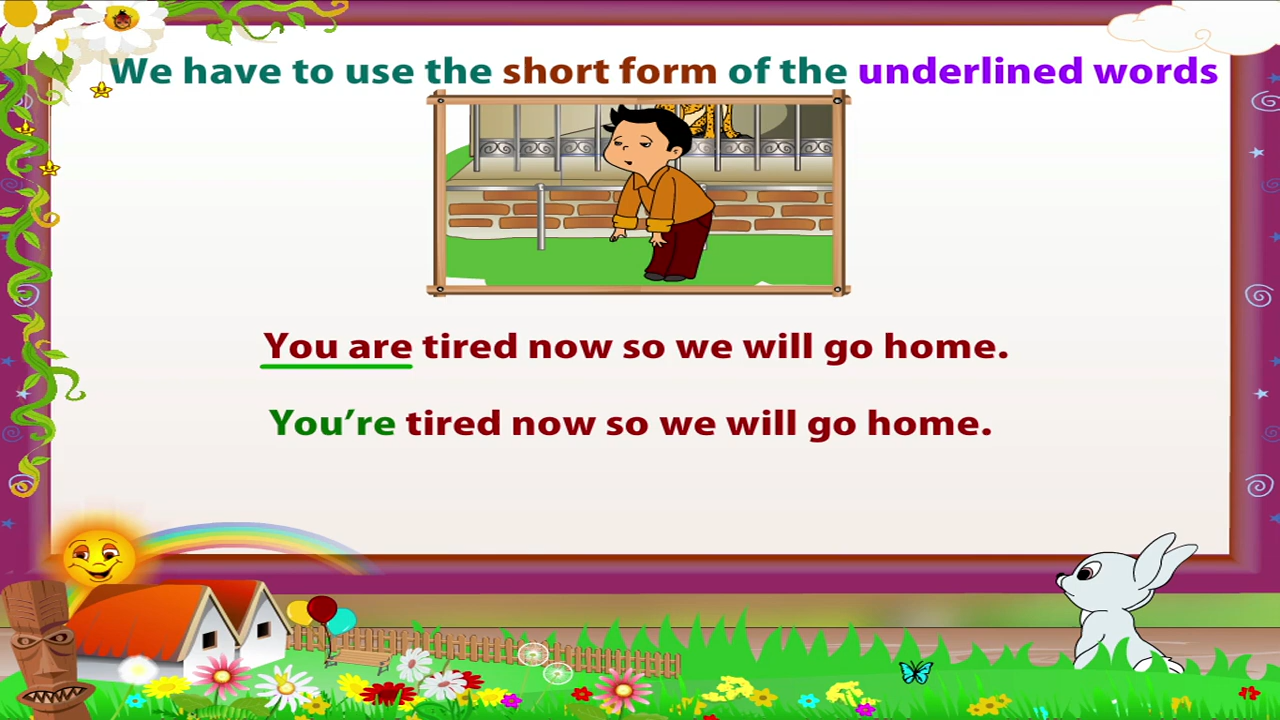 We have to use the short form of the underlined words
You are tired now so we will go home.
You’re tired now so we will go home.